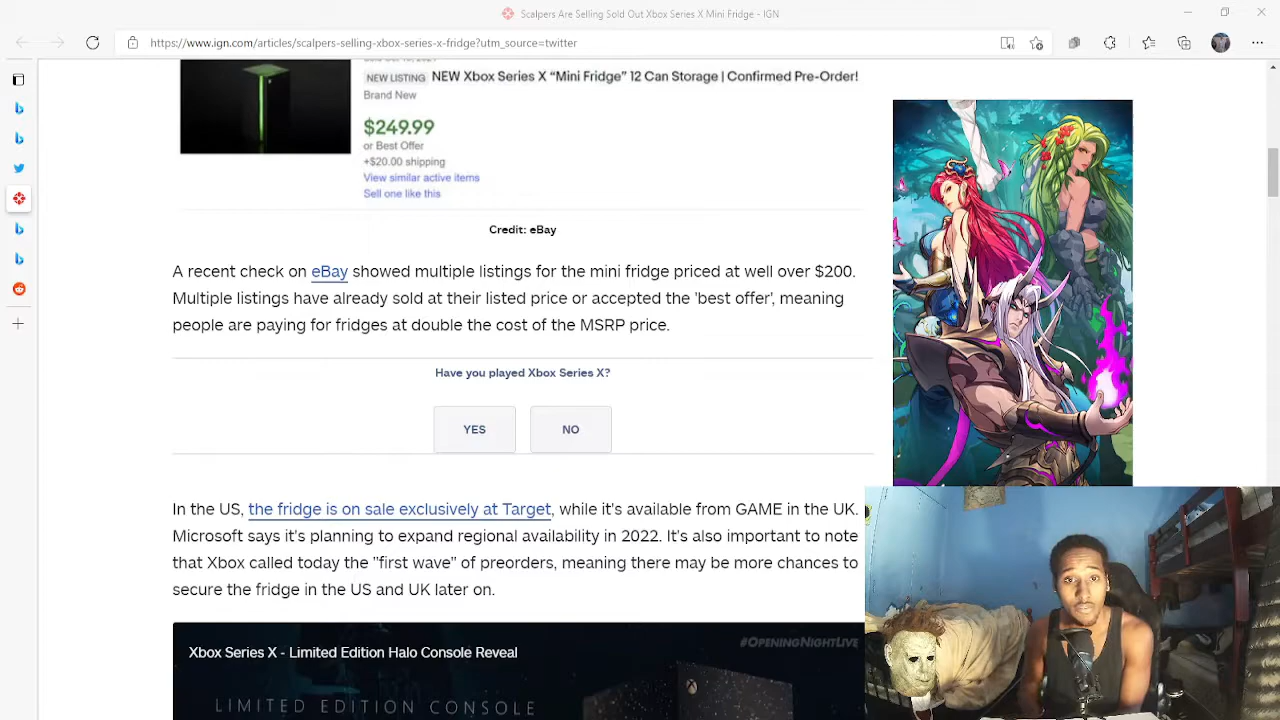 Scalpers Are Selling Sold Out Xbox Series X Mini Fridge - IGN
https://www.ign.com/articles/scalpers-selling-xbox-series-x-fridge?utm_source=twitter
NEW LISTING NEW Xbox Series X “Mini Fridge” 12 Can Storage | Confirmed Pre-Order!
Brand New
$249.99
or Best Offer
+$20.00 shipping
View similar active items
Sell one like this
Credit: eBay
A recent check on eBay showed multiple listings for the mini fridge priced at well over $200.
Multiple listings have already sold at their listed price or accepted the 'best offer', meaning
people are paying for fridges at double the cost of the MSRP price.
Have you played Xbox Series X?
YES NO
In the US, the fridge is on sale exclusively at Target, while it's available from GAME in the UK.
Microsoft says it's planning to expand regional availability in 2022. It's also important to note
that Xbox called today the "first wave" of preorders, meaning there may be more chances to
secure the fridge in the US and UK later on.
Xbox Series X - Limited Edition Halo Console Reveal
#OPENINGNIGHTLIVE
LIMITED EDITION CONSOLE